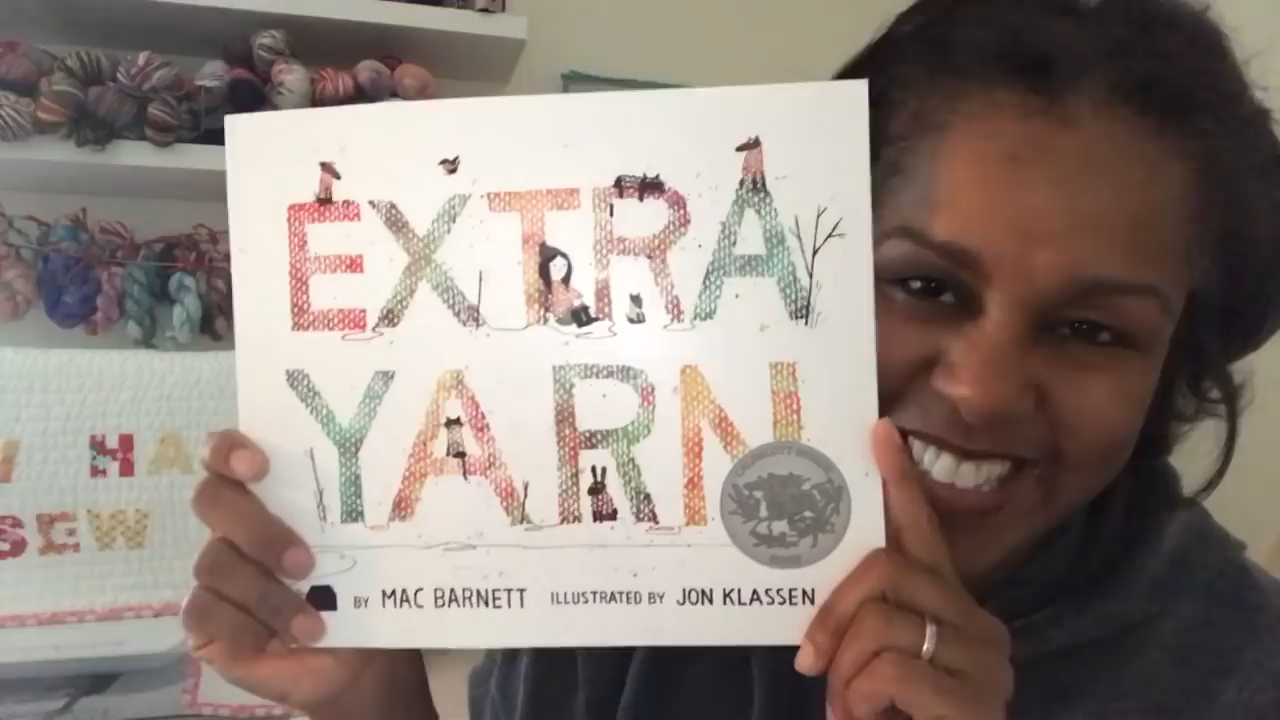 EXTRA
YARN
BY MAC BARNETT ILLUSTRATED BY JON KLASSEN
HA
SEW